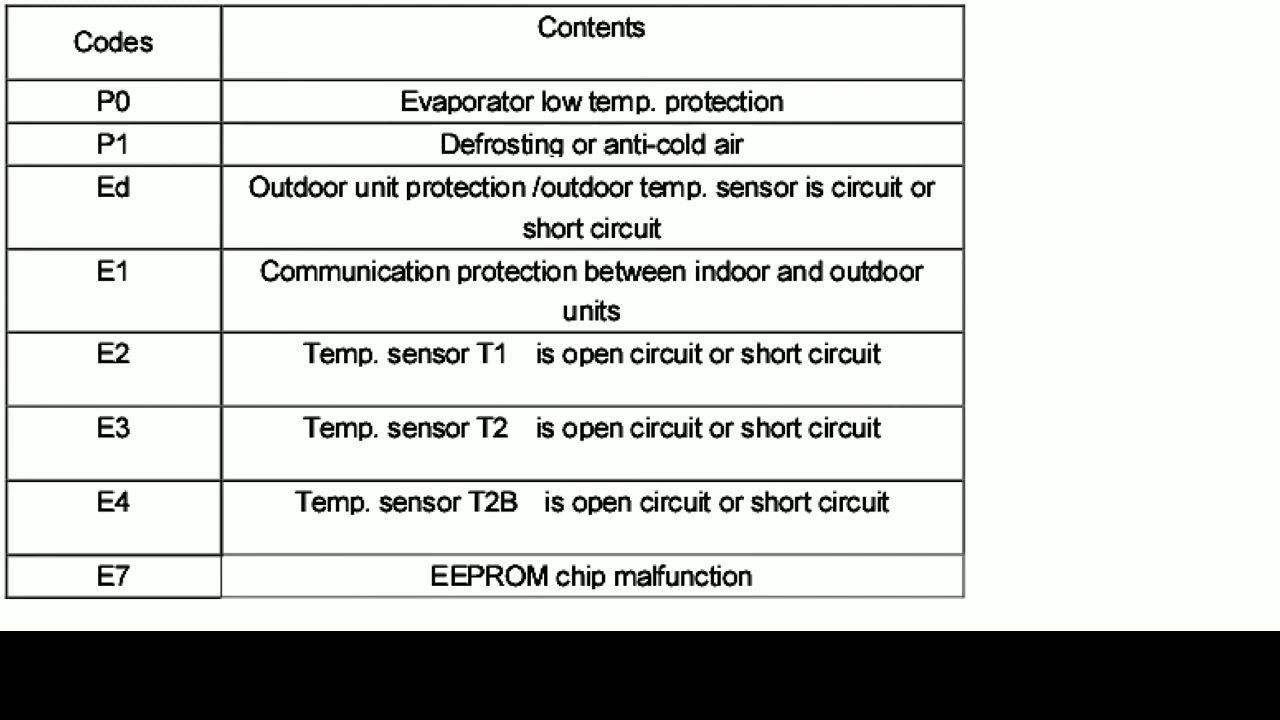 Codes
Contents
P0
Evaporator low temp. protection
P1
Defrosting or anti-cold air
Ed
Outdoor unit protection /outdoor temp. sensor is circuit or
short circuit
E1
Communication protection between indoor and outdoor
units
E2
Temp. sensor T1 is open circuit or short circuit
E3
Temp. sensor T2 is open circuit or short circuit
E4
Temp. sensor T2B is open circuit or short circuit
E7
EEPROM chip malfunction